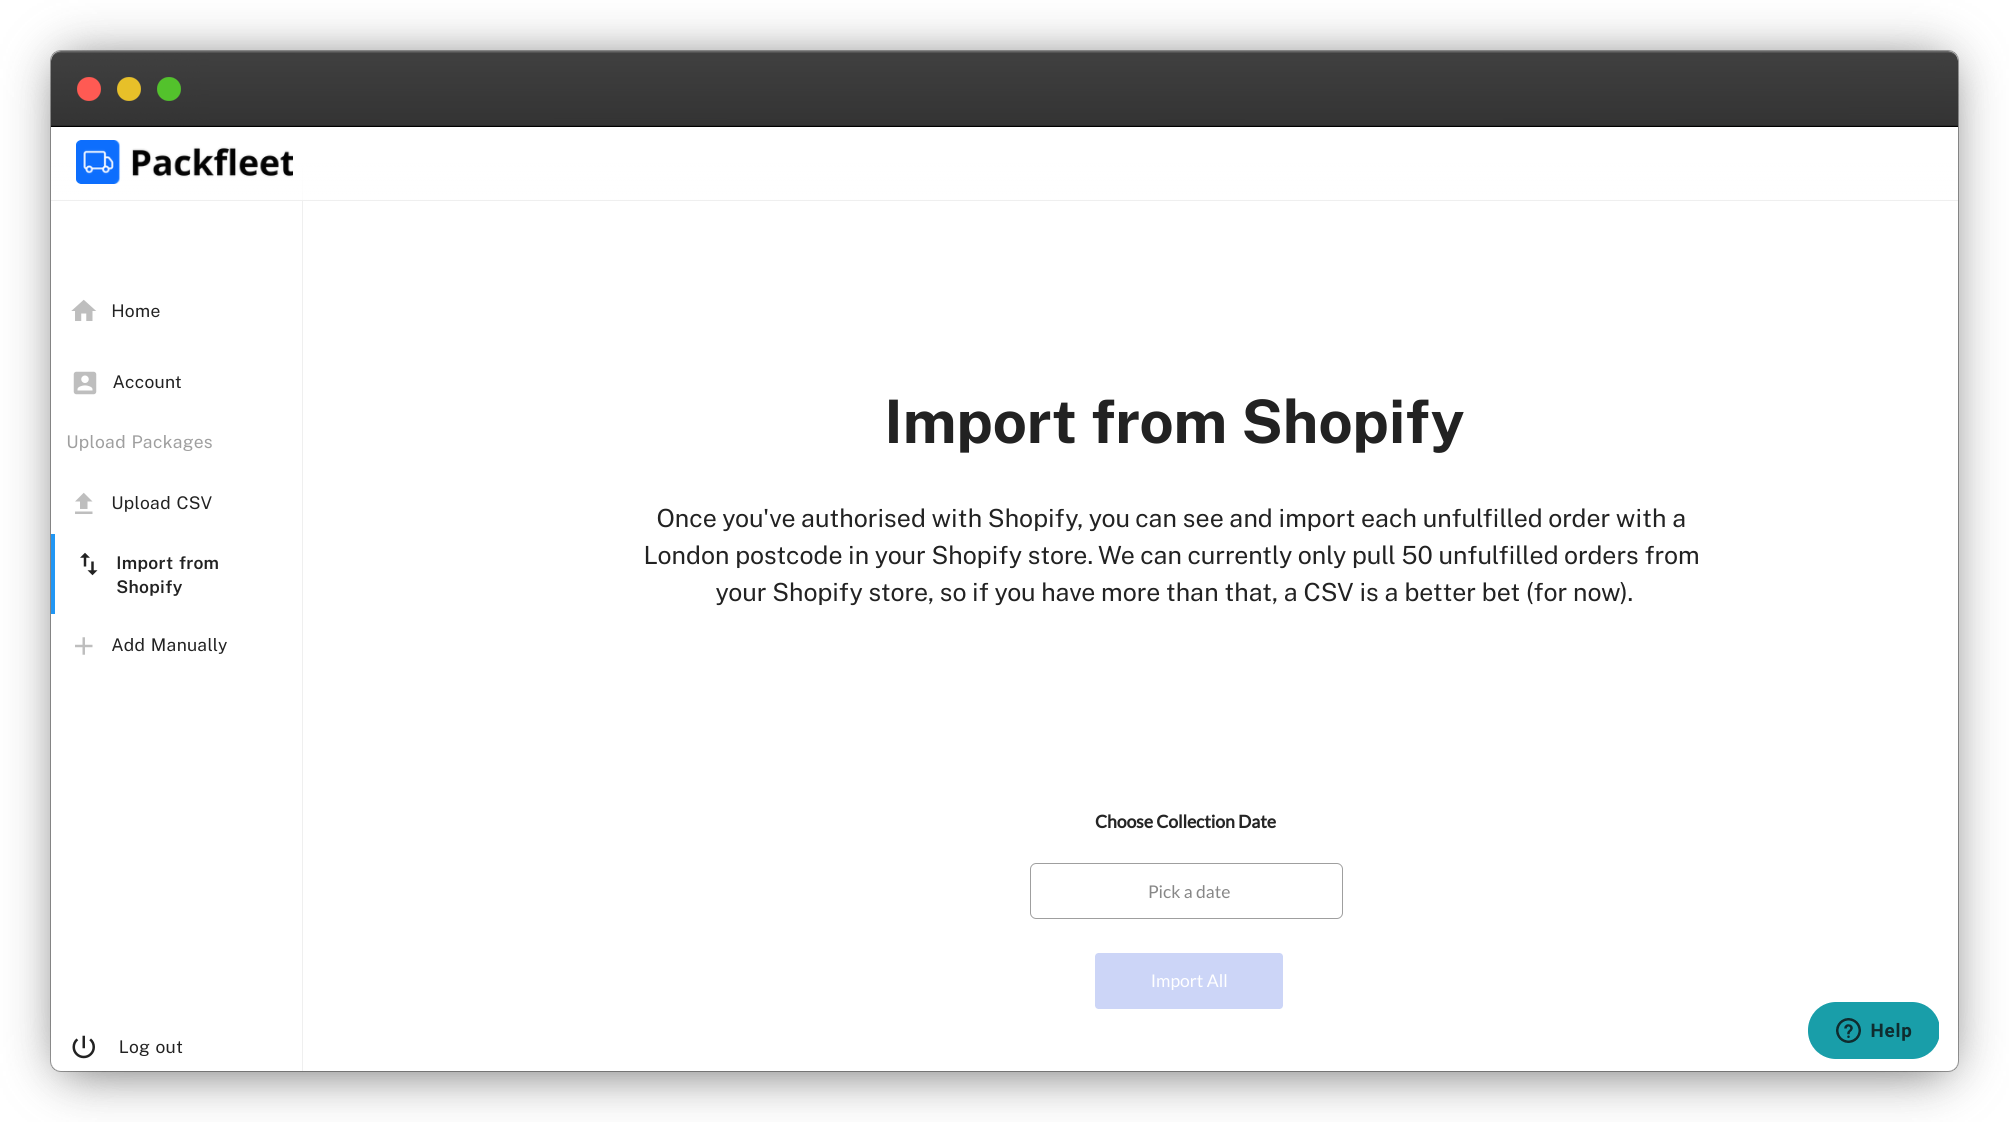 Packfleet
Home
Account
Upload Packages
Upload CSV
Import from
Shopify
Add Manually
Log out
Import from Shopify
Once you've authorised with Shopify, you can see and import each unfulfilled order with a
London postcode in your Shopify store. We can currently only pull 50 unfulfilled orders from
your Shopify store, so if you have more than that, a CSV is a better bet (for now).
Choose Collection Date
Pick a date
Import All
Help